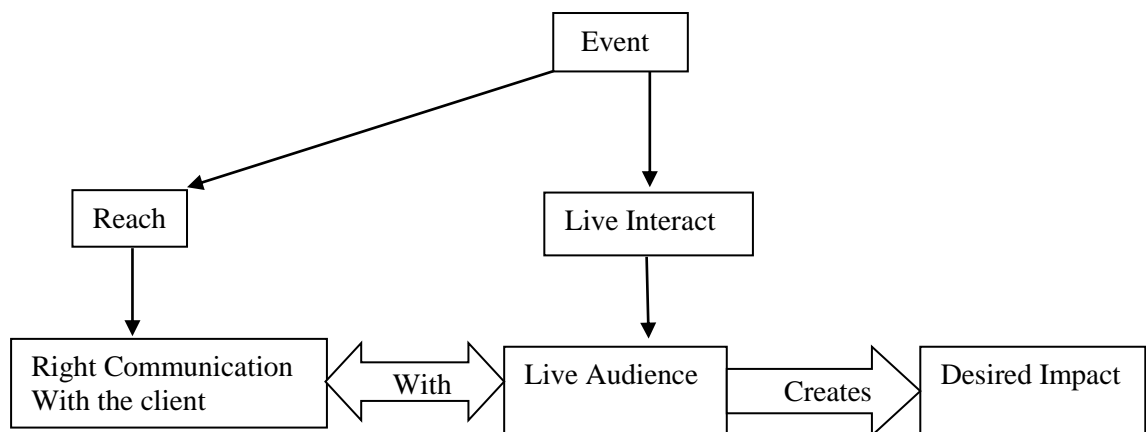 Event
Reach
Live Interact
Right Communication
With the client
With
Live Audience
Creates
Desired Impact